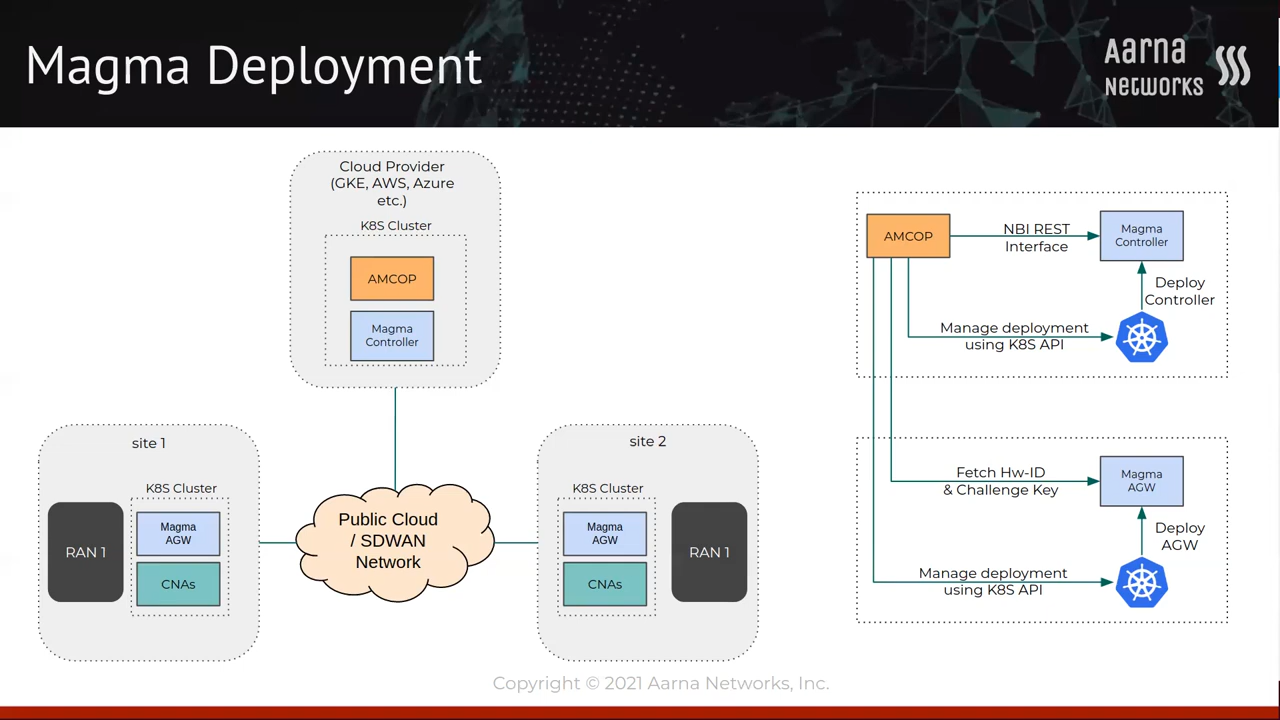 Magma Deployment
Aarna
Networks
Cloud Provider
(GKE, AWS, Azure
etc.)
K8S Cluster
AMCOP
Magma
Controller
site 1
K8S Cluster
RAN 1
Magma
AGW
CNAs
Public Cloud
/ SDWAN
Network
site 2
K8S Cluster
Magma
AGW
CNAs
RAN 1
AMCOP
NBI REST
Interface
Magma
Controller
Deploy
Controller
Manage deployment
using K8S API
Fetch Hw-ID
& Challenge Key
Magma
AGW
Deploy
AGW
Manage deployment
using K8S API
Copyright © 2021 Aarna Networks, Inc.